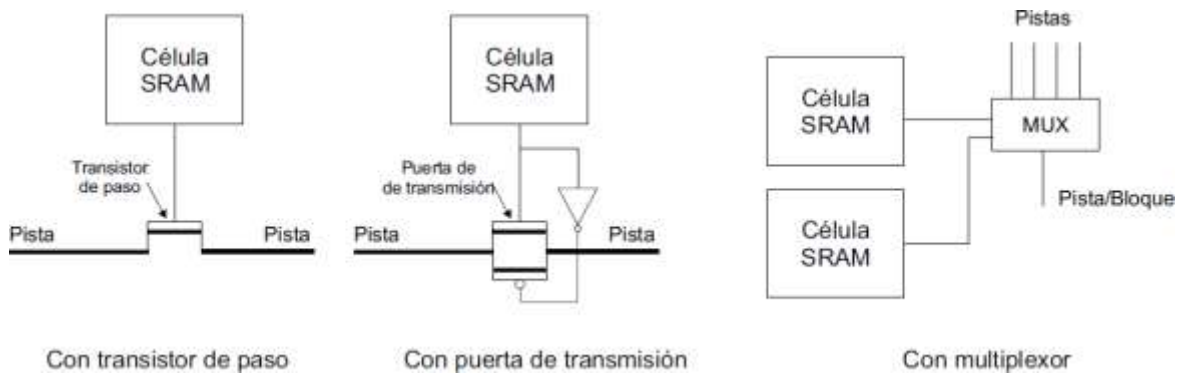 Célula
SRAM
Transistor
de paso
Pista
Pista
Con transistor de paso
Célula
SRAM
Puerta de
de transmisión
Pista
Pista
Con puerta de transmisión
Pistas
Célula
SRAM
MUX
Pista/Bloque
Célula
SRAM
Con multiplexor